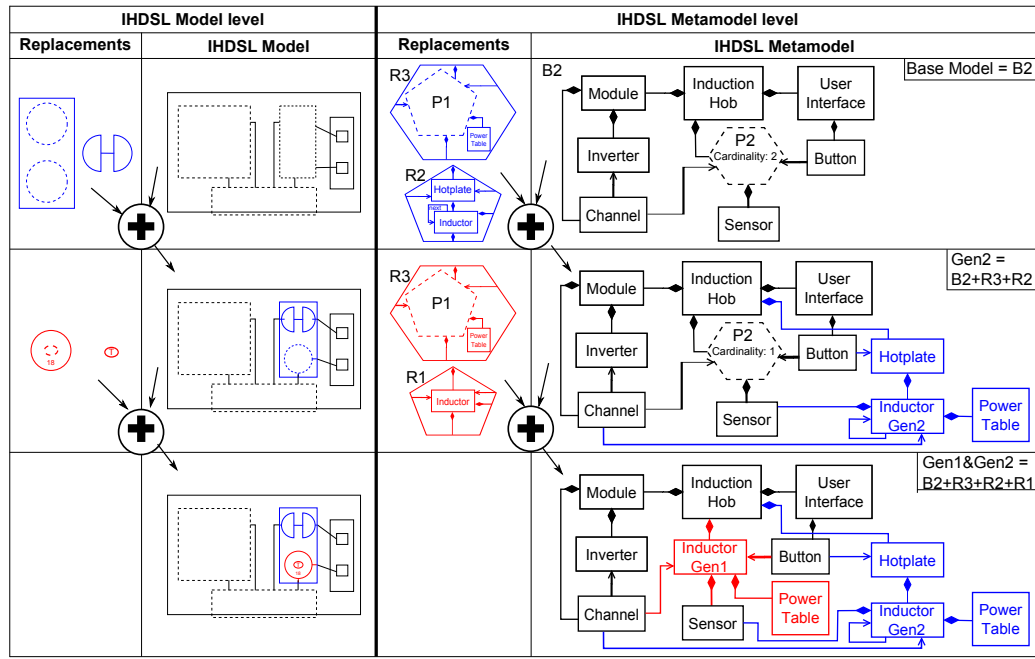 IHDSL Model level
IHDSL Metamodel level
Replacements
IHDSL Model
Replacements
IHDSL Metamodel
R3
P1
Power
Table
R2
Hotplate
next
Inductor
B2
Base Model = B2
Module
Induction
Hob
User
Interface
Inverter
P2
Cardinality: 2
Button
Channel
Sensor
18
R3
P1
Power
Table
R1
Inductor
Gen2 =
B2+R3+R2
Module
Induction
Hob
User
Interface
Inverter
P2
Cardinality: 1
Button
Hotplate
Channel
Sensor
Inductor
Gen2
Power
Table
18
Gen1&Gen2 =
B2+R3+R2+R1
Module
Induction
Hob
User
Interface
Inverter
Inductor
Gen1
Button
Hotplate
Channel
Sensor
Power
Table
Inductor
Gen2
Power
Table